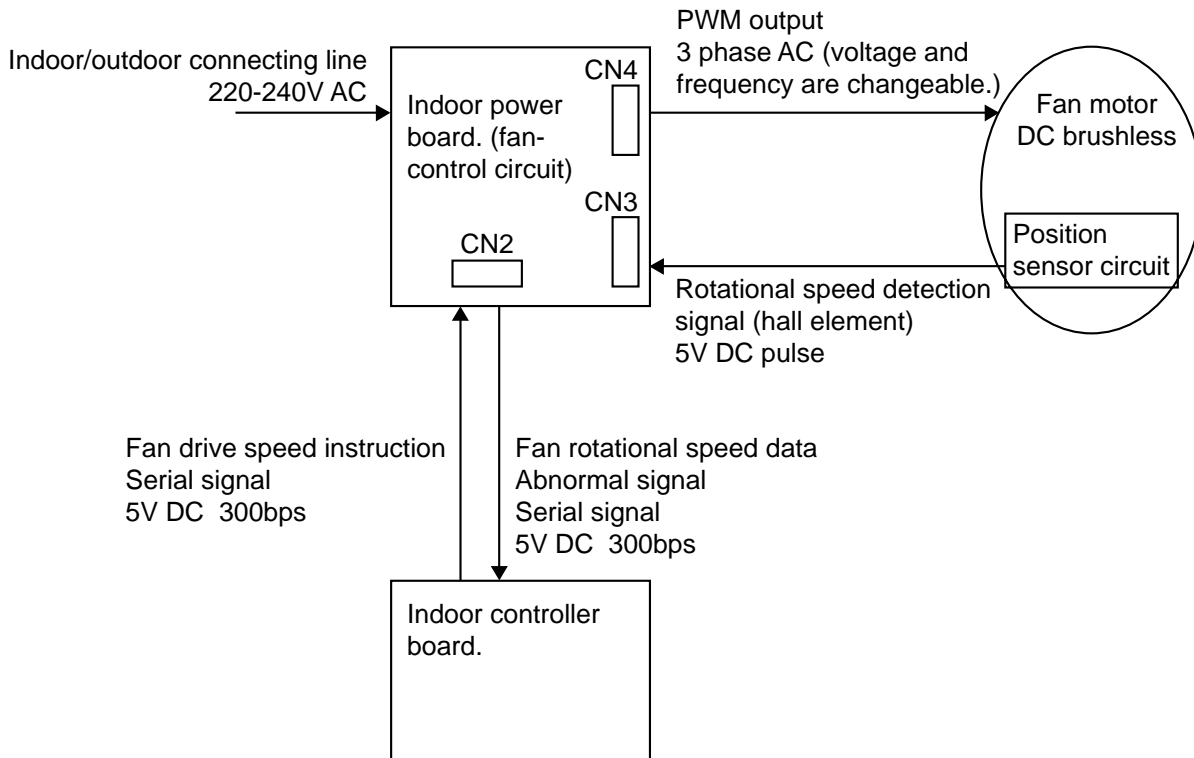 Indoor/outdoor connecting line
220-240V AC
Indoor power
board. (fan-
control circuit)
CN4
CN3
CN2
PWM output
3 phase AC (voltage and
frequency are changeable.)
Fan motor
DC brushless
Position
sensor circuit
Rotational speed detection
signal (hall element)
5V DC pulse
Fan drive speed instruction
Serial signal
5V DC 300bps
Fan rotational speed data
Abnormal signal
Serial signal
5V DC 300bps
Indoor controller
board.